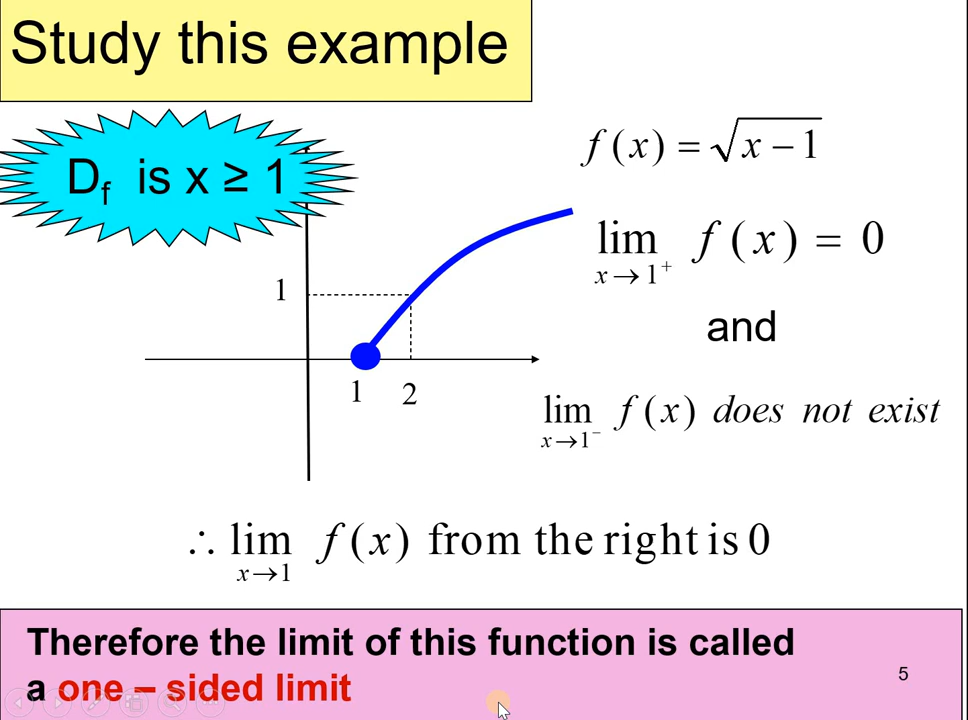 Study this example
D_f is x ≥ 1
f(x) = √(x − 1)
lim x→1⁺ f(x) = 0
1
and
1 2
lim x→1⁻ f(x) does not exist
∴ lim x→1 f(x) from the right is 0
Therefore the limit of this function is called
a one – sided limit
5